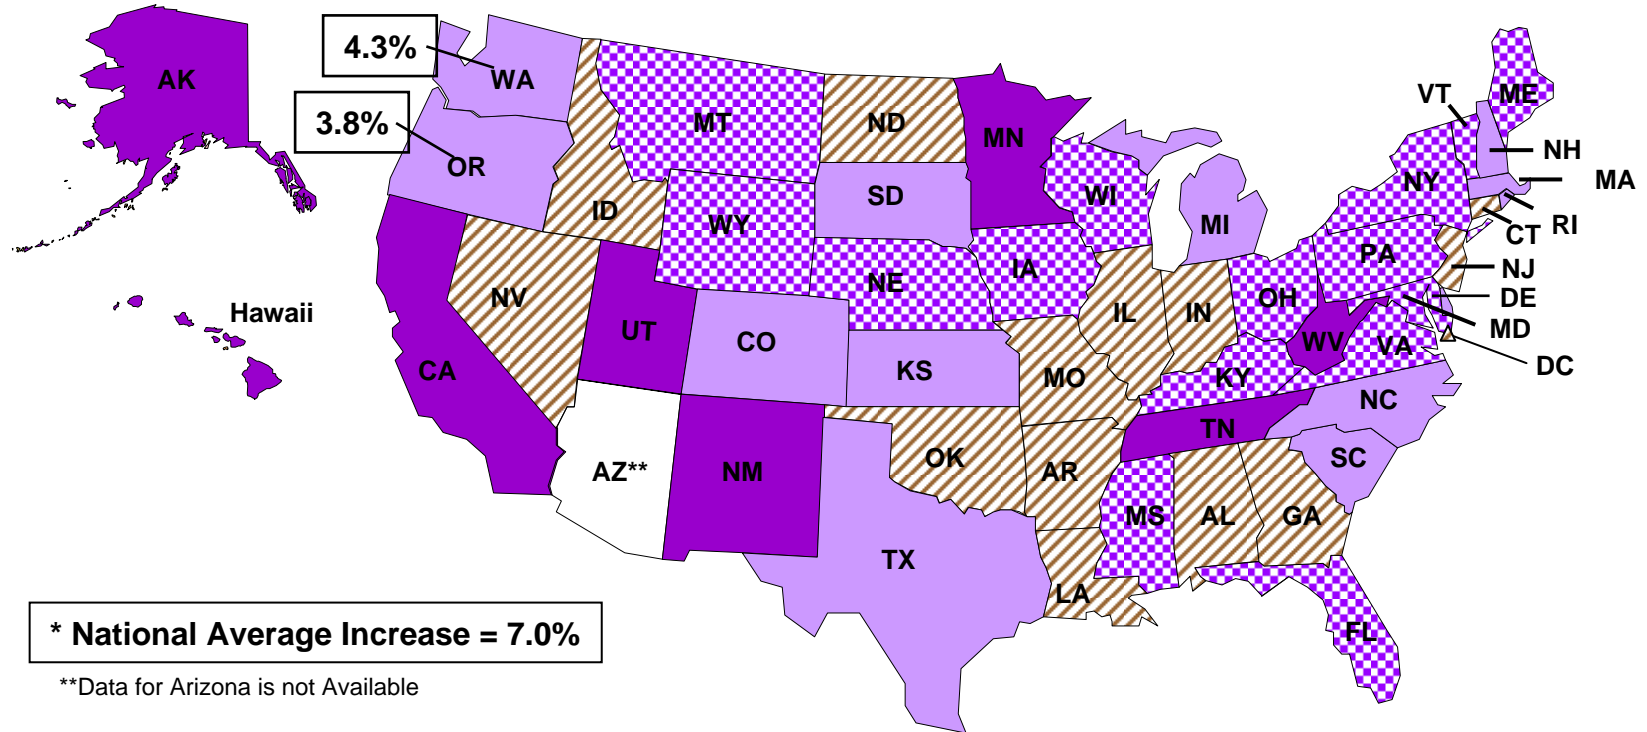 4.3%
3.8%
AK
WA
OR
MT
ID
ND
MN
SD
WY
WI
MI
VT
ME
NH
MA
NY
RI
CT
PA
NJ
DE
MD
DC
NE
IA
IL
IN
OH
WV
VA
KY
NV
UT
CO
KS
MO
CA
Hawaii
NC
TN
SC
AZ**
NM
OK
AR
TX
LA
MS
AL
GA
FL
* National Average Increase = 7.0%
**Data for Arizona is not Available